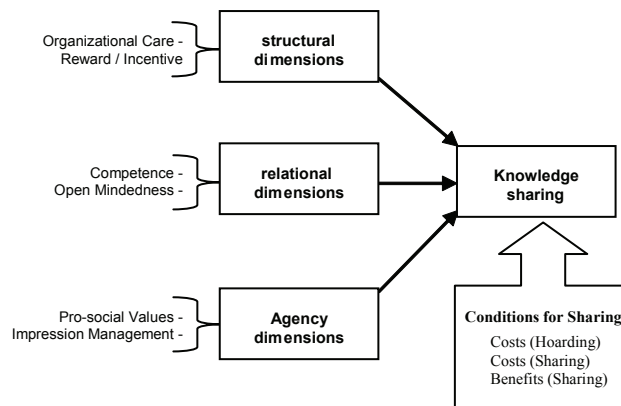 Organizational Care -
Reward / Incentive
structural
dimensions
Competence -
Open Mindedness -
relational
dimensions
Knowledge
sharing
Pro-social Values -
Impression Management -
Agency
dimensions
Conditions for Sharing
Costs (Hoarding)
Costs (Sharing)
Benefits (Sharing)